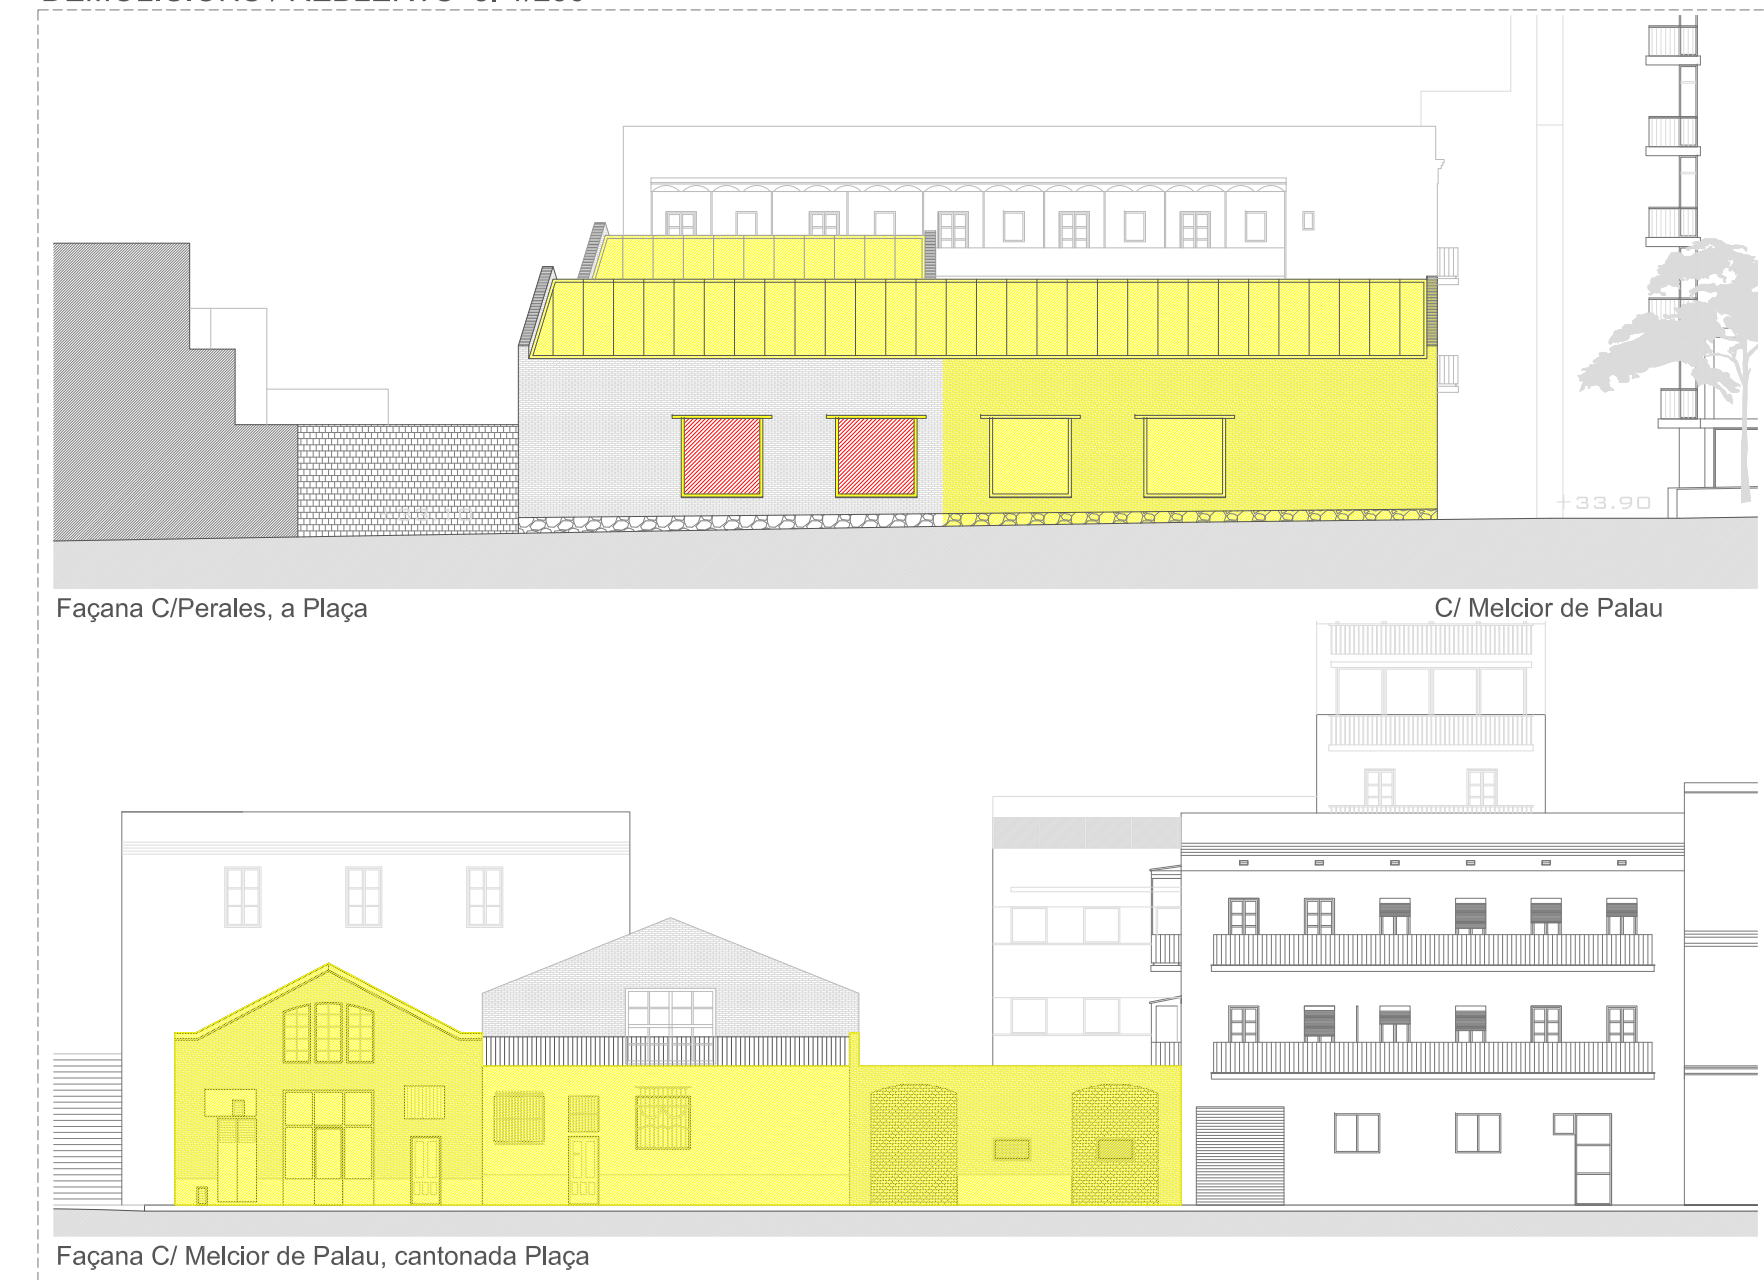 Façana C/Perales, a Plaça
C/ Melcior de Palau
+33.90
Façana C/ Melcior de Palau, cantonada Plaça